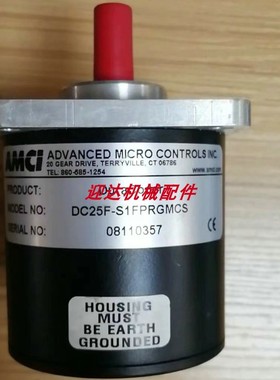 AMCI
ADVANCED MICRO CONTROLS INC.
20 GEAR DRIVE, TERRYVILLE, CT 06786
TEL: 860-585-1254
PRODUCT:
迎达机械配件
MODEL NO: DC25F-S1FPRGMCS
SERIAL NO: 08110357
CE
HOUSING
MUST
BE EARTH
GROUNDED